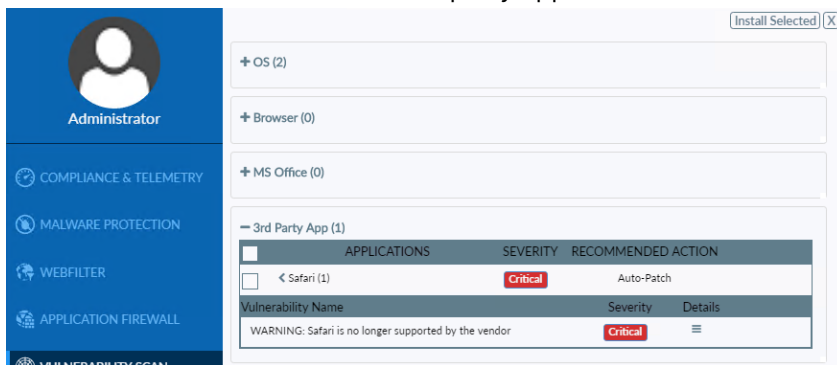 Install Selected X
+ OS (2)
Administrator
+ Browser (0)
+ MS Office (0)
COMPLIANCE & TELEMETRY
MALWARE PROTECTION
WEBFILTER
APPLICATION FIREWALL
VULNERABILITY SCAN
− 3rd Party App (1)
APPLICATIONS SEVERITY RECOMMENDED ACTION
Safari (1) Critical Auto-Patch
Vulnerability Name Severity Details
WARNING: Safari is no longer supported by the vendor Critical